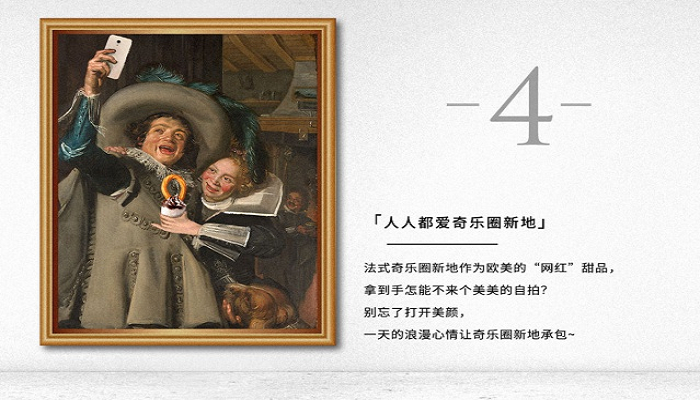 -4-
「人人都爱奇乐圈新地」
法式奇乐圈新地作为欧美的“网红”甜品，
拿到手怎能不来个美美的自拍？
别忘了打开美颜，
一天的浪漫心情让奇乐圈新地承包~